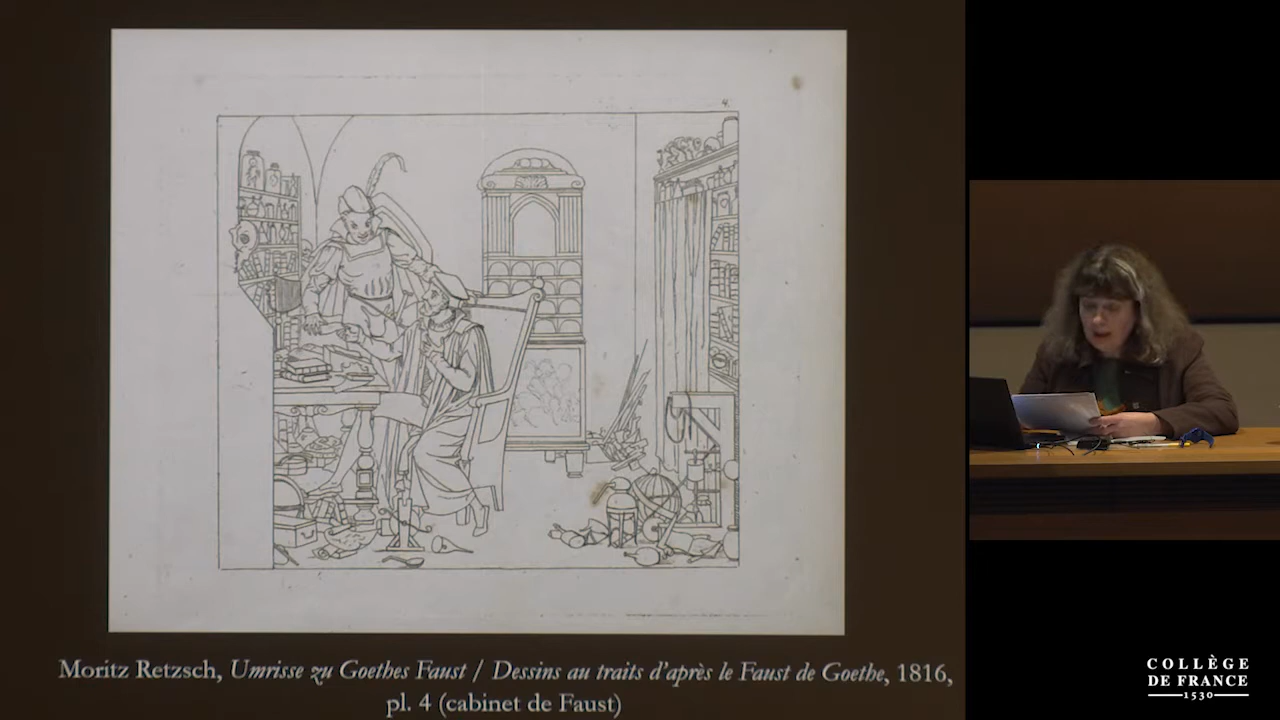 4.
Moritz Retzsch, Umrisse zu Goethes Faust / Dessins au traits d'après le Faust de Goethe, 1816,
pl. 4 (cabinet de Faust)
COLLÈGE
DE FRANCE
1530